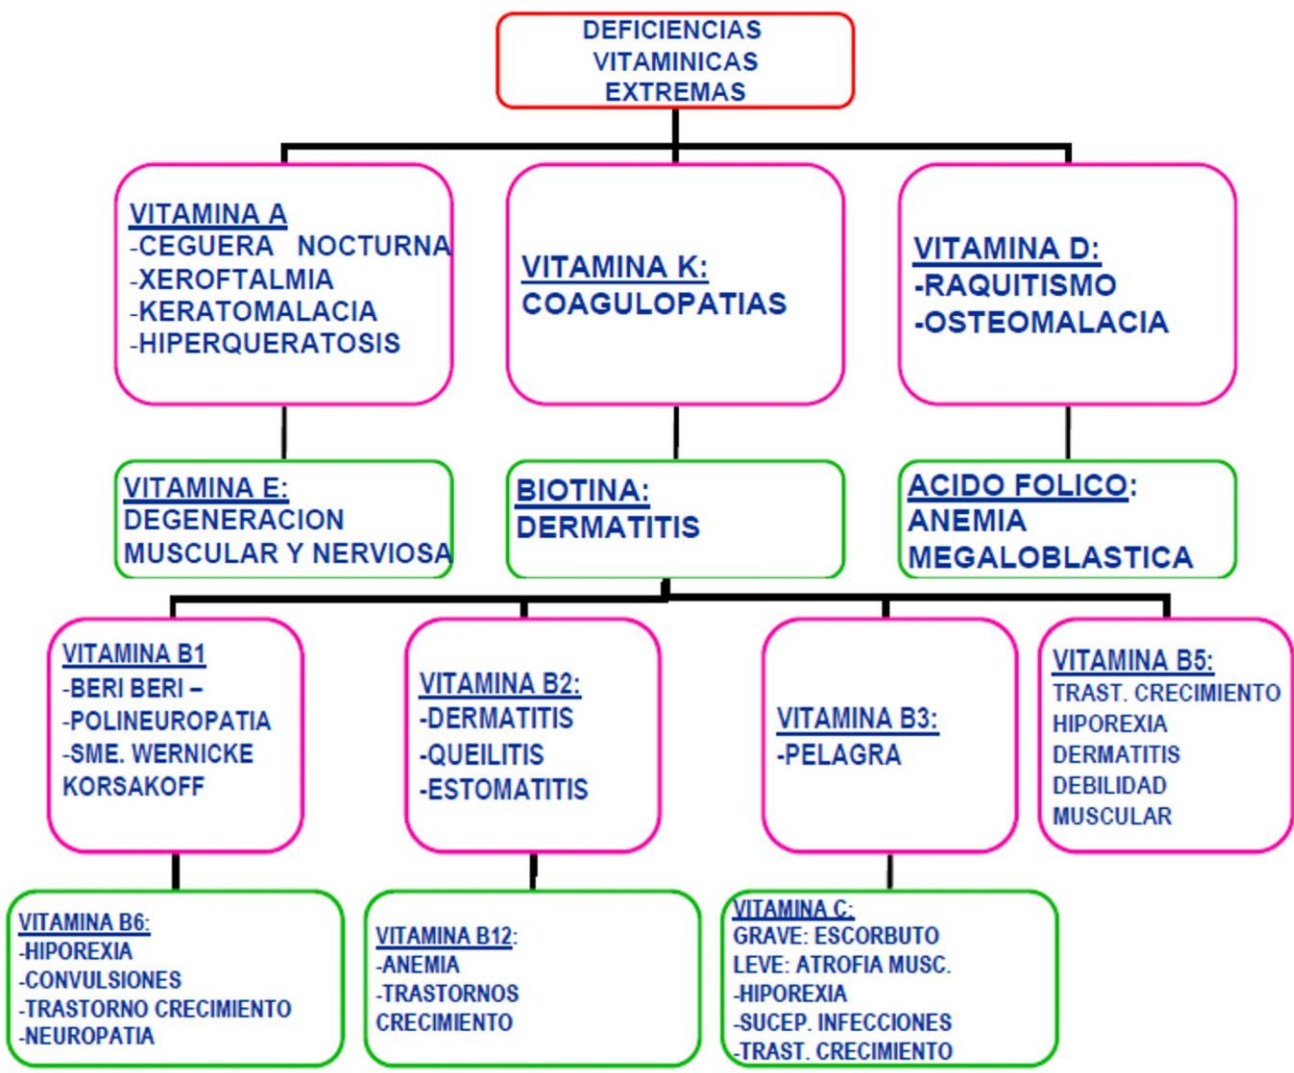 DEFICIENCIAS
VITAMINICAS
EXTREMAS
VITAMINA A
-CEGUERA NOCTURNA
-XEROFTALMIA
-KERATOMALACIA
-HIPERQUERATOSIS
VITAMINA K:
COAGULOPATIAS
VITAMINA D:
-RAQUITISMO
-OSTEOMALACIA
VITAMINA E:
DEGENERACION
MUSCULAR Y NERVIOSA
BIOTINA:
DERMATITIS
ACIDO FOLICO:
ANEMIA
MEGALOBLASTICA
VITAMINA B1
-BERI BERI –
-POLINEUROPATIA
-SME. WERNICKE
KORSAKOFF
VITAMINA B2:
-DERMATITIS
-QUEILITIS
-ESTOMATITIS
VITAMINA B3:
-PELAGRA
VITAMINA B5:
TRAST. CRECIMIENTO
HIPOREXIA
DERMATITIS
DEBILIDAD
MUSCULAR
VITAMINA B6:
-HIPOREXIA
-CONVULSIONES
-TRASTORNO CRECIMIENTO
-NEUROPATIA
VITAMINA B12:
-ANEMIA
-TRASTORNOS
CRECIMIENTO
VITAMINA C:
GRAVE: ESCORBUTO
LEVE: ATROFIA MUSC.
-HIPOREXIA
-SUCEP. INFECCIONES
-TRAST. CRECIMIENTO